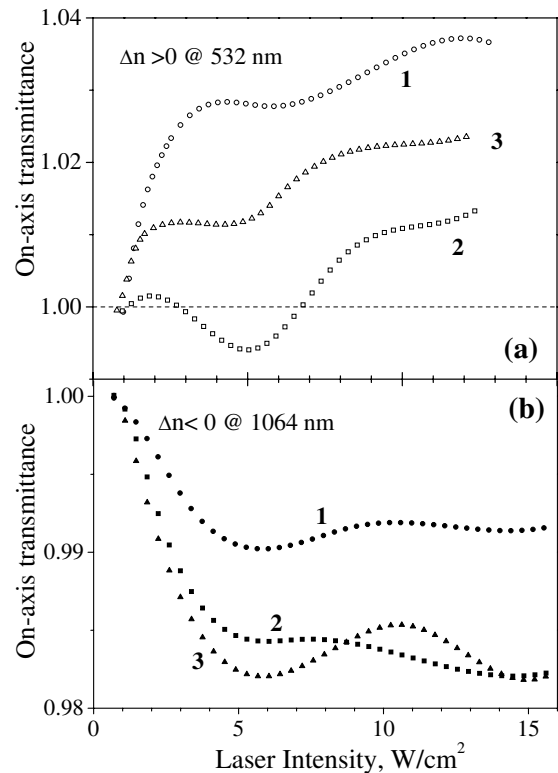 1.04
Δn >0 @ 532 nm
1
1.02
3
2
1.00
(a)
On-axis transmittance
1.00
(b)
Δn< 0 @ 1064 nm
1
0.99
2
3
0.98
On-axis transmittance
0 5 10 15
Laser Intensity, W/cm²